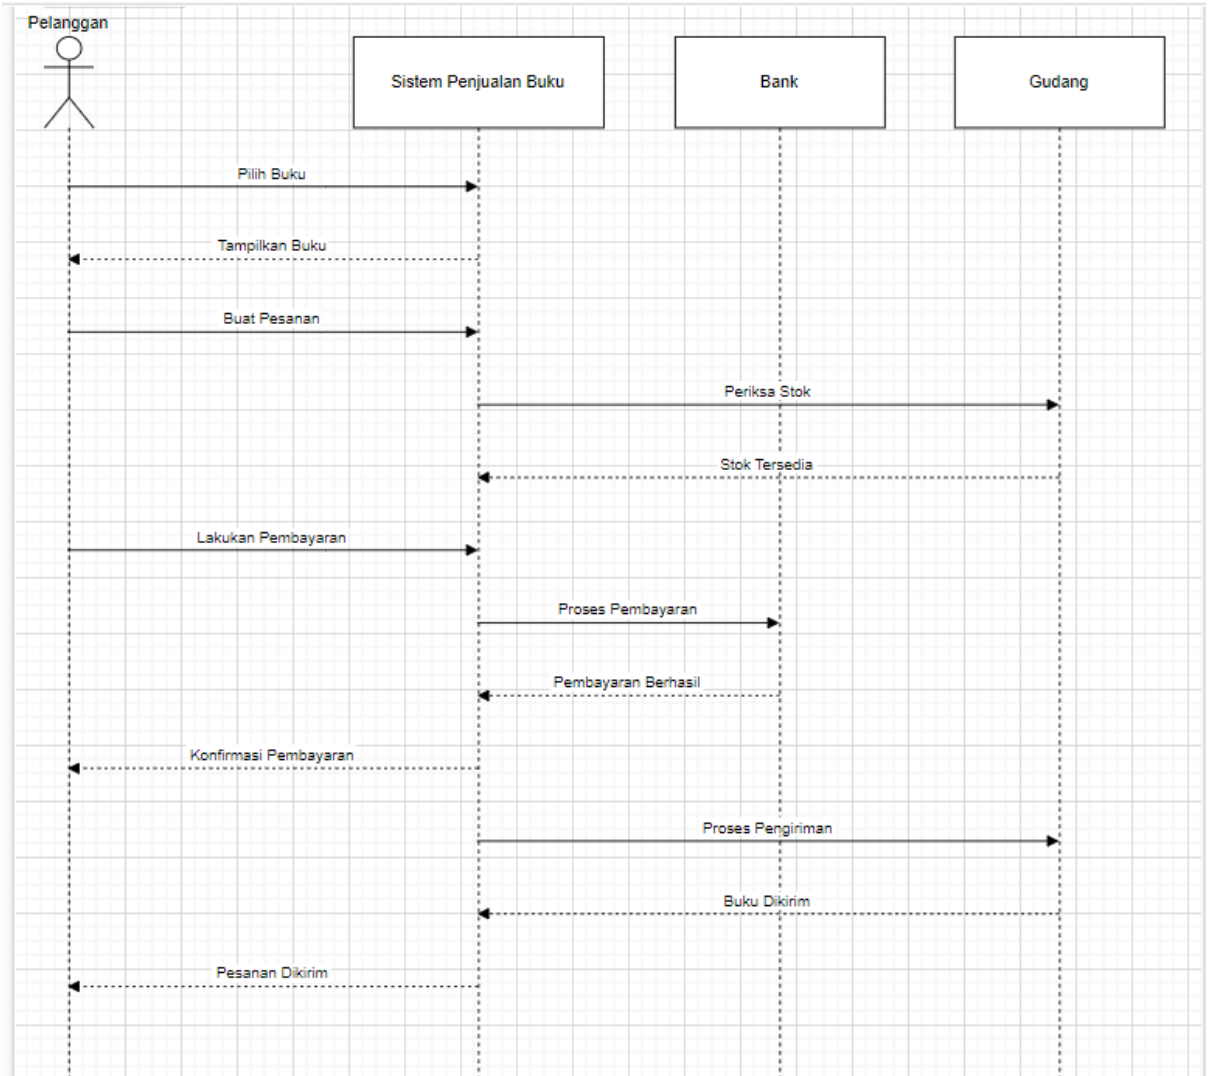 Pelanggan
Sistem Penjualan Buku
Bank
Gudang
Pilih Buku
Tampilkan Buku
Buat Pesanan
Periksa Stok
Stok Tersedia
Lakukan Pembayaran
Proses Pembayaran
Pembayaran Berhasil
Konfirmasi Pembayaran
Proses Pengiriman
Buku Dikirim
Pesanan Dikirim